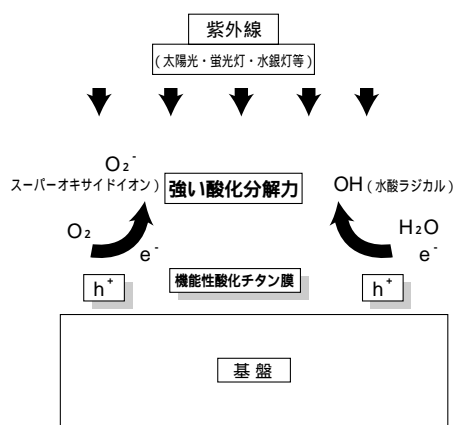 紫外線
(太陽光・蛍光灯・水銀灯等)
O₂⁻
スーパーオキサイドイオン)
強い酸化分解力
OH(水酸ラジカル)
O₂
e⁻
H₂O
e⁻
h⁺
機能性酸化チタン膜
h⁺
基盤